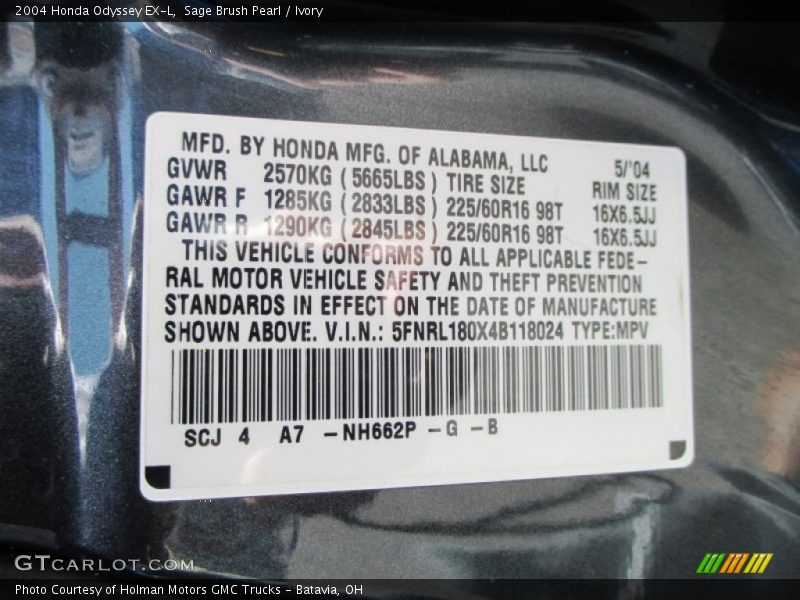 2004 Honda Odyssey EX-L, Sage Brush Pearl / Ivory
MFD. BY HONDA MFG. OF ALABAMA, LLC 5/'04
GVWR 2570KG (5665LBS) TIRE SIZE RIM SIZE
GAWR F 1285KG (2833LBS) 225/60R16 98T 16X6.5JJ
GAWR R 1290KG (2845LBS) 225/60R16 98T 16X6.5JJ
THIS VEHICLE CONFORMS TO ALL APPLICABLE FEDE-
RAL MOTOR VEHICLE SAFETY AND THEFT PREVENTION
STANDARDS IN EFFECT ON THE DATE OF MANUFACTURE
SHOWN ABOVE. V.I.N.: 5FNRL180X4B118024 TYPE:MPV
SCJ 4 A7 -NH662P -G -B
GTCARLOT.COM
Photo Courtesy of Holman Motors GMC Trucks - Batavia, OH